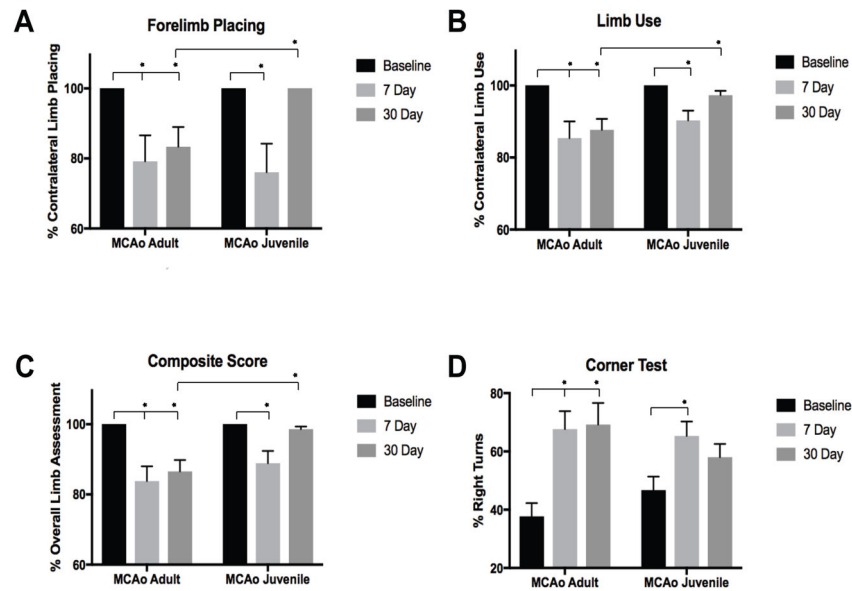 A
Forelimb Placing
*
*
*
*
% Contralateral Limb Placing
100
80
60
MCAo Adult
MCAo Juvenile
Baseline
7 Day
30 Day
B
Limb Use
*
*
*
*
% Contralateral Limb Use
100
80
60
MCAo Adult
MCAo Juvenile
Baseline
7 Day
30 Day
C
Composite Score
*
*
*
*
% Overall Limb Assessment
100
80
60
MCAo Adult
MCAo Juvenile
Baseline
7 Day
30 Day
D
Corner Test
*
*
*
% Right Turns
80
60
40
20
MCAo Adult
MCAo Juvenile
Baseline
7 Day
30 Day